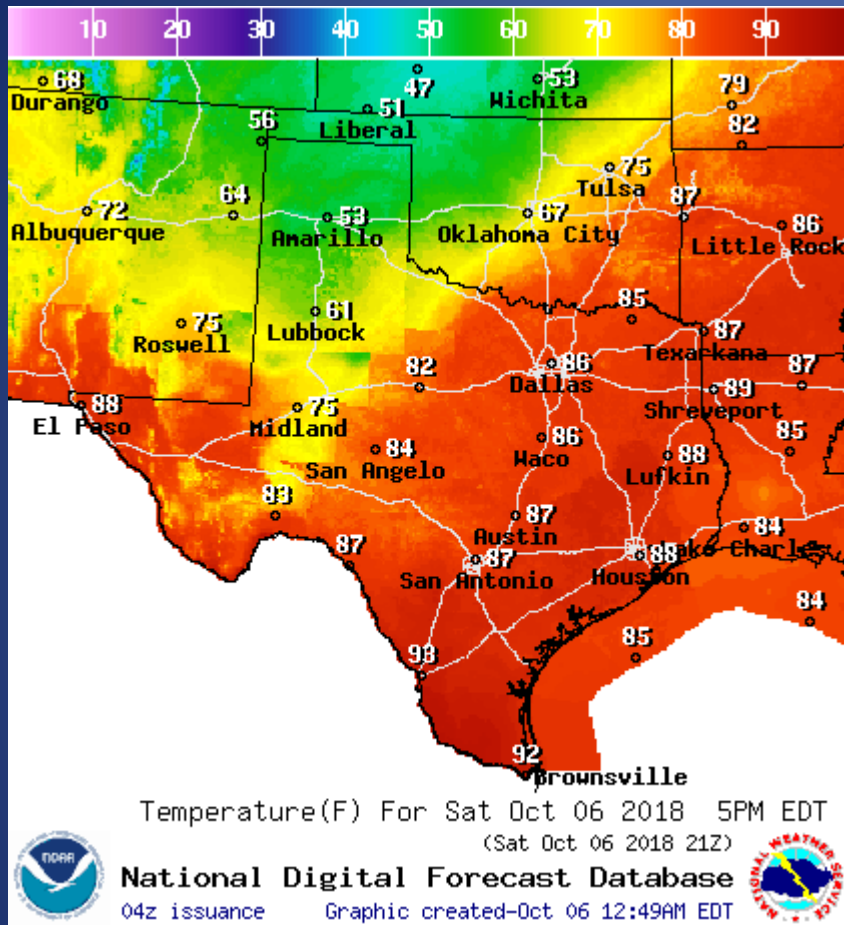 10 20 30 40 50 60 70 80 90
68
Durango
47
51
Liberal
53
Wichita
79
56
82
75
Tulsa
72
Albuquerque
64
53
Amarillo
67
Oklahoma City
87
86
Little Rock
75
Roswell
61
Lubbock
85
87
Texarkana
82
86
Dallas
87
89
Shreveport
88
El Paso
75
Midland
84
San Angelo
86
Waco
88
Lufkin
85
83
87
Austin
84
Lake Charles
87
87
San Antonio
88
Houston
84
85
93
92
Brownsville
Temperature(F) For Sat Oct 06 2018 5PM EDT
(Sat Oct 06 2018 21Z)
National Digital Forecast Database
04z issuance Graphic created-Oct 06 12:49AM EDT
noaa
NATIONAL WEATHER SERVICE